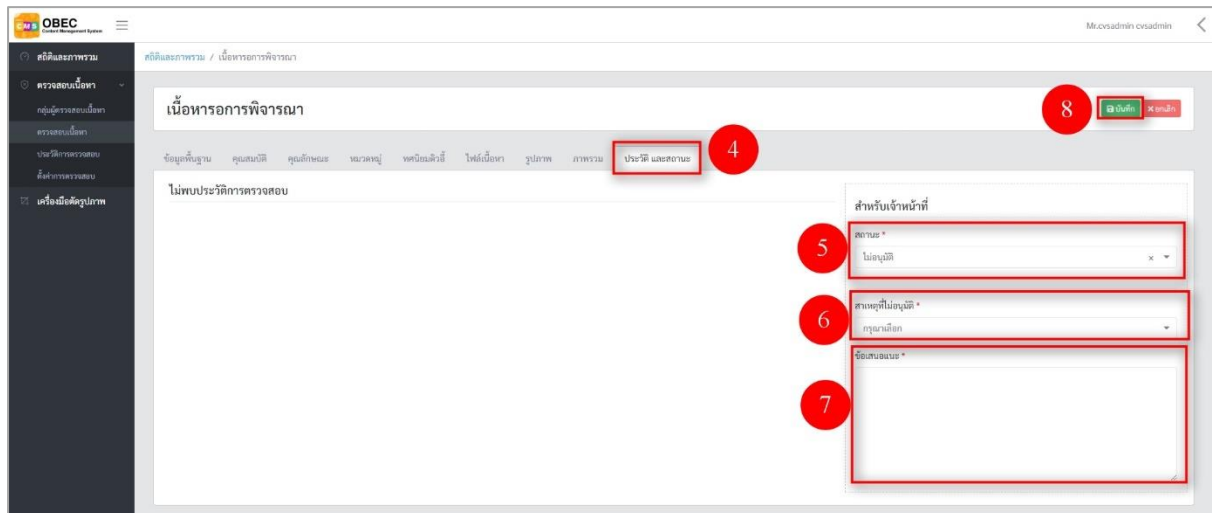 CMS OBEC
Content Management System
Mr.cvsadmin cvsadmin
สถิติและภาพรวม
ตรวจสอบเนื้อหา
กลุ่มผู้ตรวจสอบเนื้อหา
ตรวจสอบเนื้อหา
ประวัติการตรวจสอบ
ตั้งค่าการตรวจสอบ
เครื่องมือตัดรูปภาพ
สถิติและภาพรวม / เนื้อหารอการพิจารณา
เนื้อหารอการพิจารณา
8
บันทึก
ยกเลิก
ข้อมูลพื้นฐาน คุณสมบัติ คุณลักษณะ หมวดหมู่ ทศนิยมดิวอี้ ไฟล์เนื้อหา รูปภาพ ภาพรวม ประวัติ และสถานะ
4
ไม่พบประวัติการตรวจสอบ
สำหรับเจ้าหน้าที่
5
สถานะ *
ไม่อนุมัติ
6
สาเหตุที่ไม่อนุมัติ *
กรุณาเลือก
7
ข้อเสนอแนะ *